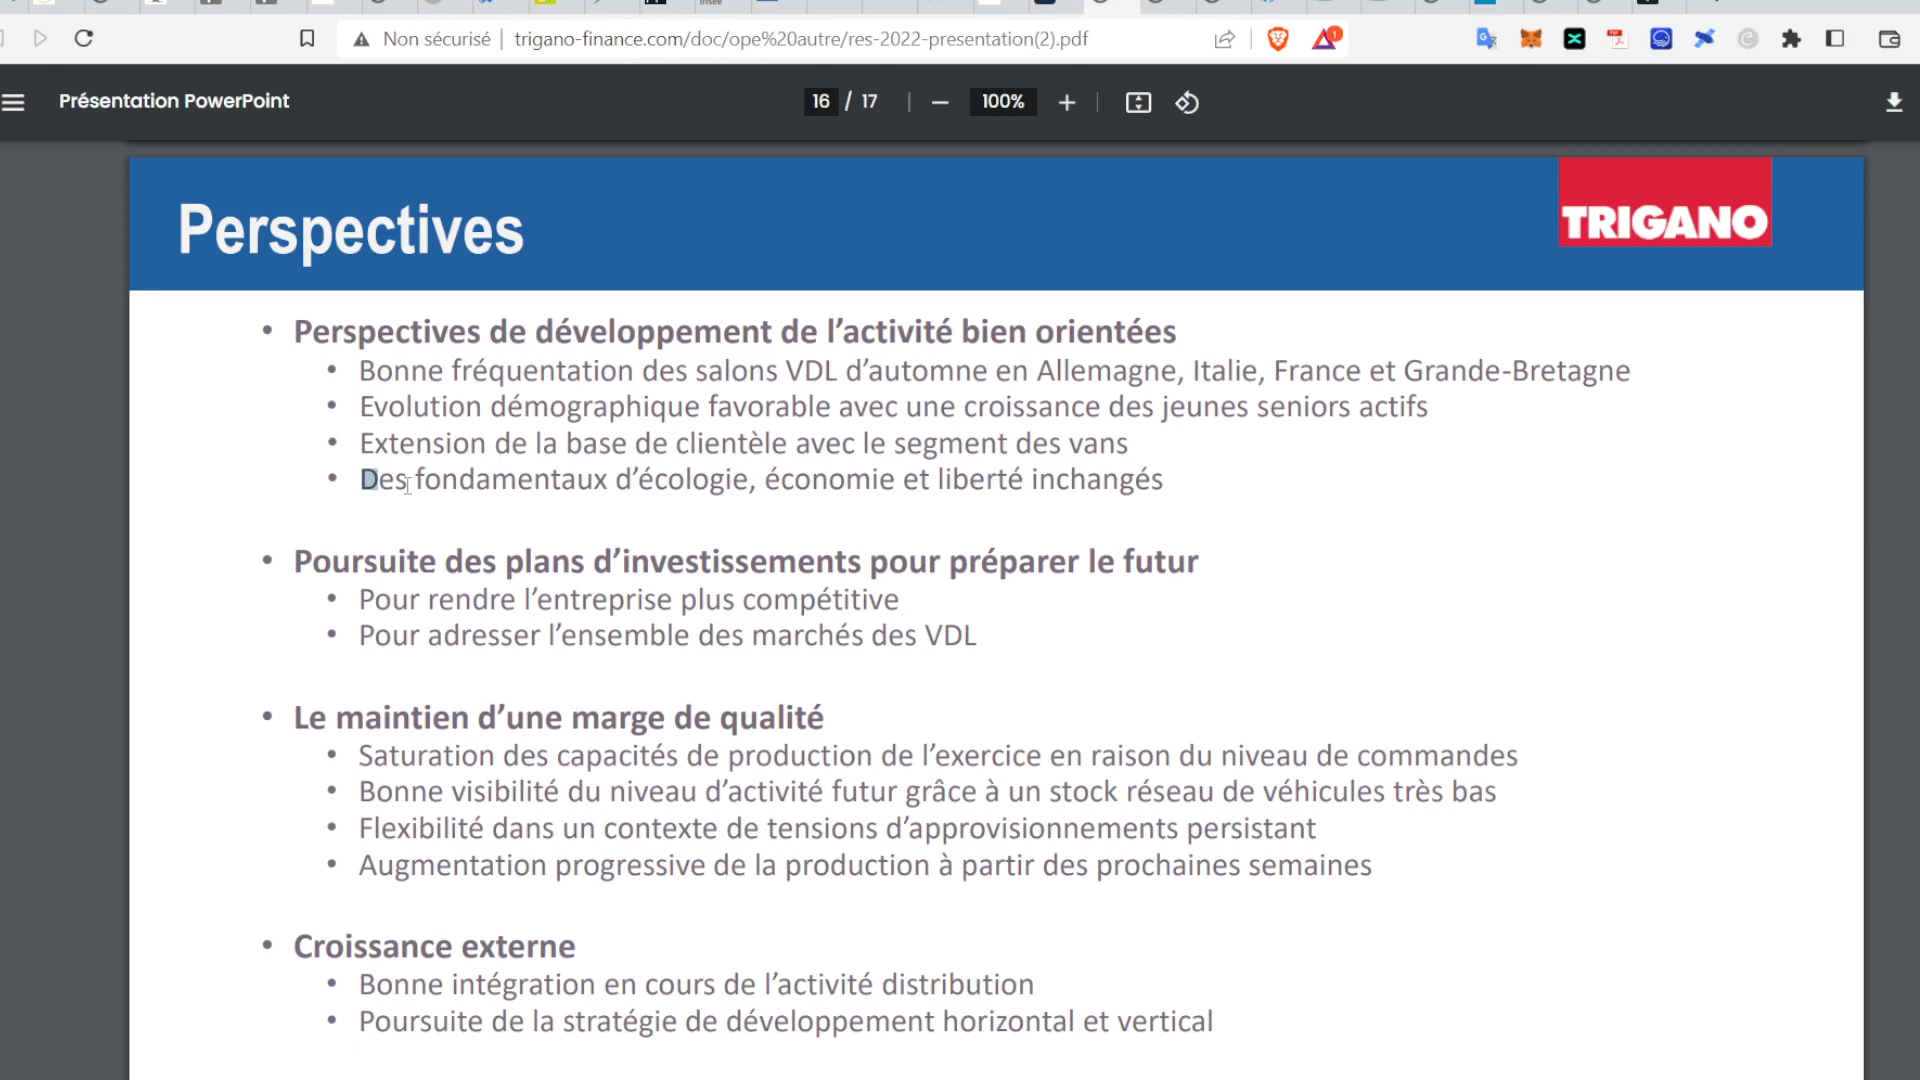 Insee
Non sécurisé
trigano-finance.com/doc/ope%20autre/res-2022-presentation(2).pdf
1
Présentation PowerPoint
16 / 17
100%
Perspectives
TRIGANO
• Perspectives de développement de l’activité bien orientées
• Bonne fréquentation des salons VDL d’automne en Allemagne, Italie, France et Grande-Bretagne
• Evolution démographique favorable avec une croissance des jeunes seniors actifs
• Extension de la base de clientèle avec le segment des vans
• Des fondamentaux d’écologie, économie et liberté inchangés
• Poursuite des plans d’investissements pour préparer le futur
• Pour rendre l’entreprise plus compétitive
• Pour adresser l’ensemble des marchés des VDL
• Le maintien d’une marge de qualité
• Saturation des capacités de production de l’exercice en raison du niveau de commandes
• Bonne visibilité du niveau d’activité futur grâce à un stock réseau de véhicules très bas
• Flexibilité dans un contexte de tensions d’approvisionnements persistant
• Augmentation progressive de la production à partir des prochaines semaines
• Croissance externe
• Bonne intégration en cours de l’activité distribution
• Poursuite de la stratégie de développement horizontal et vertical